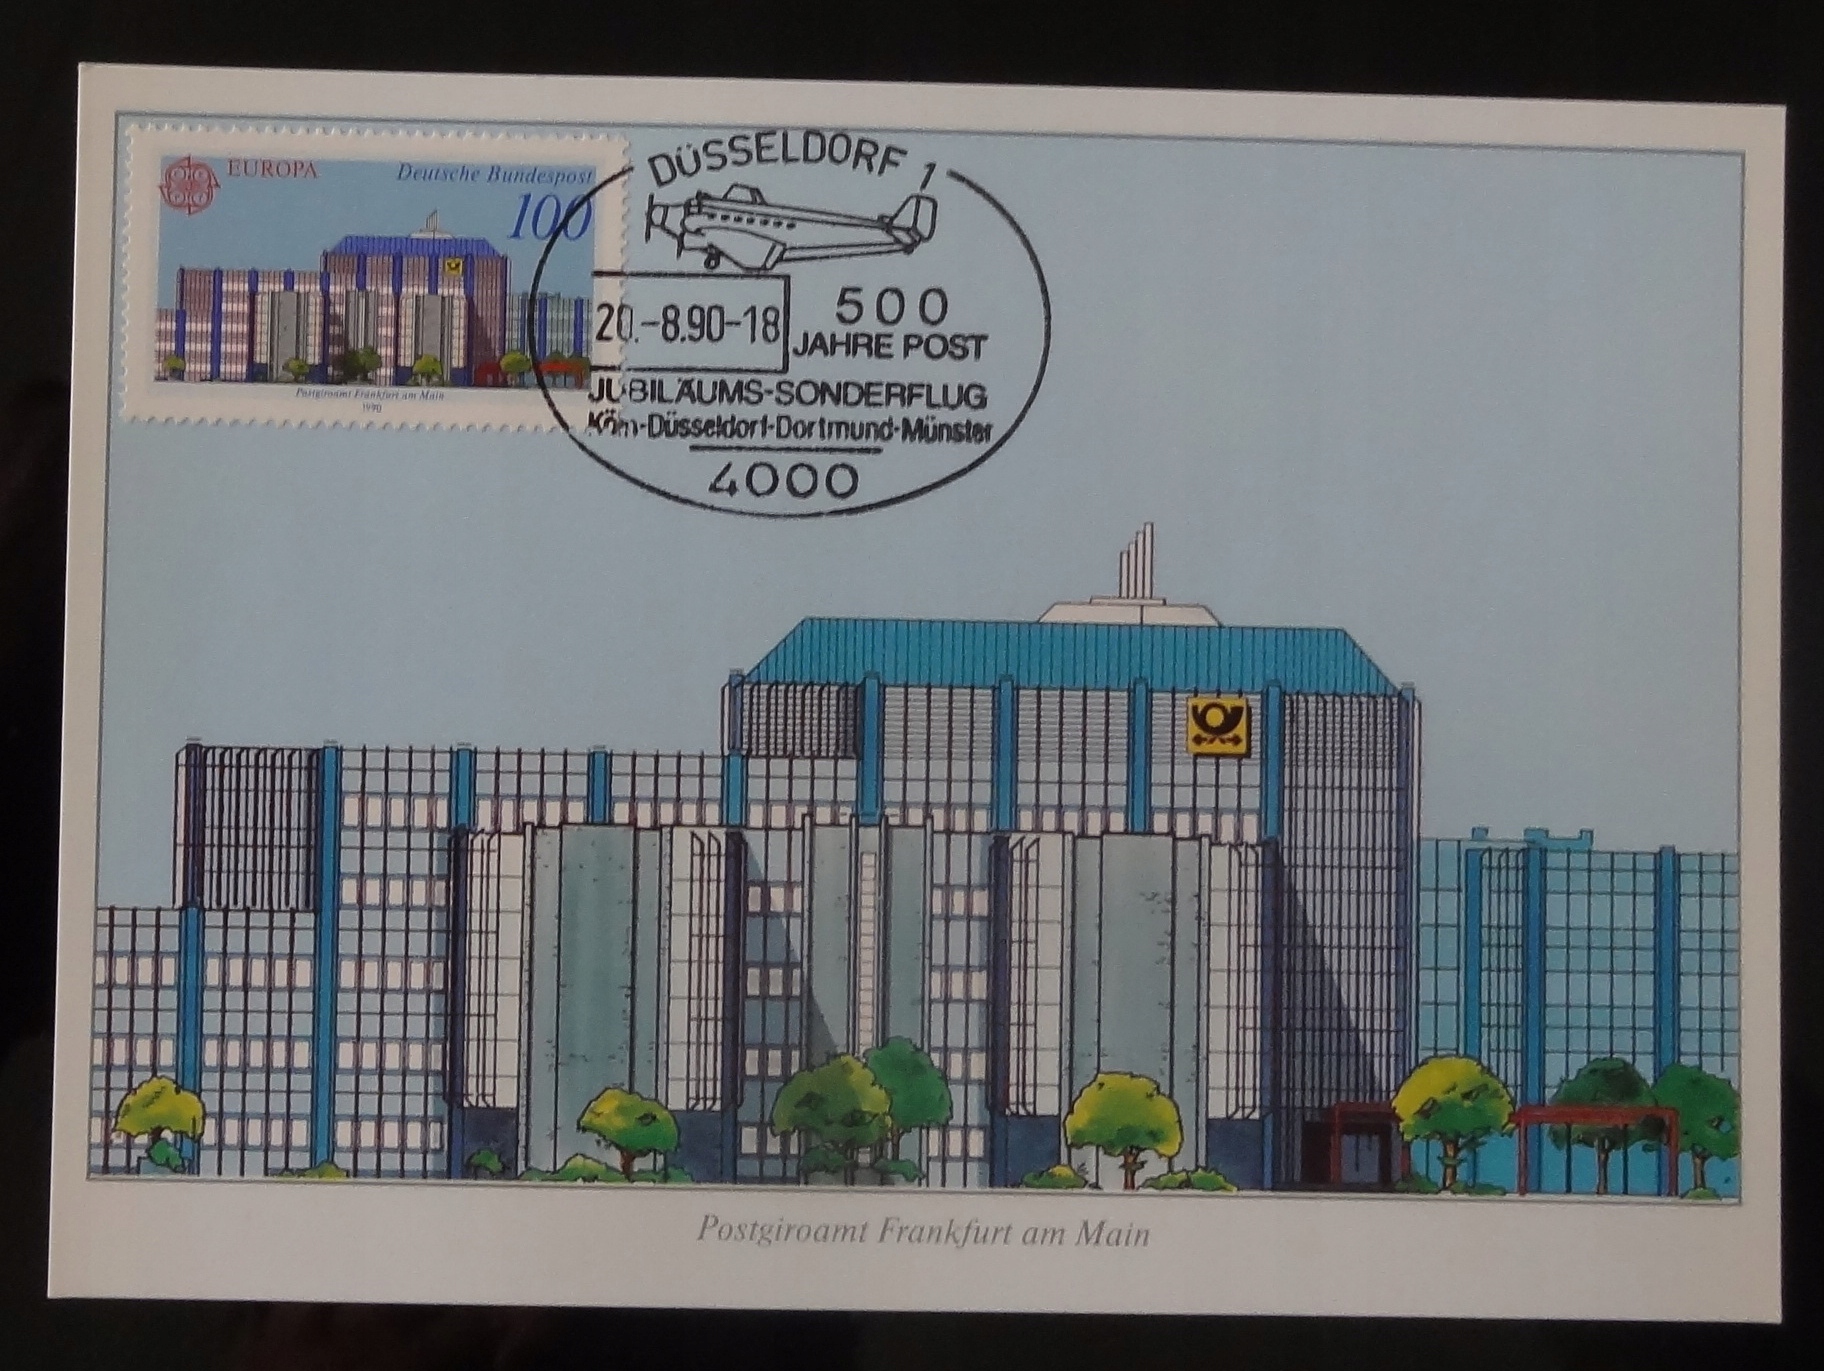 EUROPA
Deutsche Bundespost
100
Postgiroamt Frankfurt am Main
1990
DÜSSELDORF 1
20.-8.90-18
500
JAHRE POST
JUBILÄUMS-SONDERFLUG
Köln-Düsseldorf-Dortmund-Münster
4000
Postgiroamt Frankfurt am Main